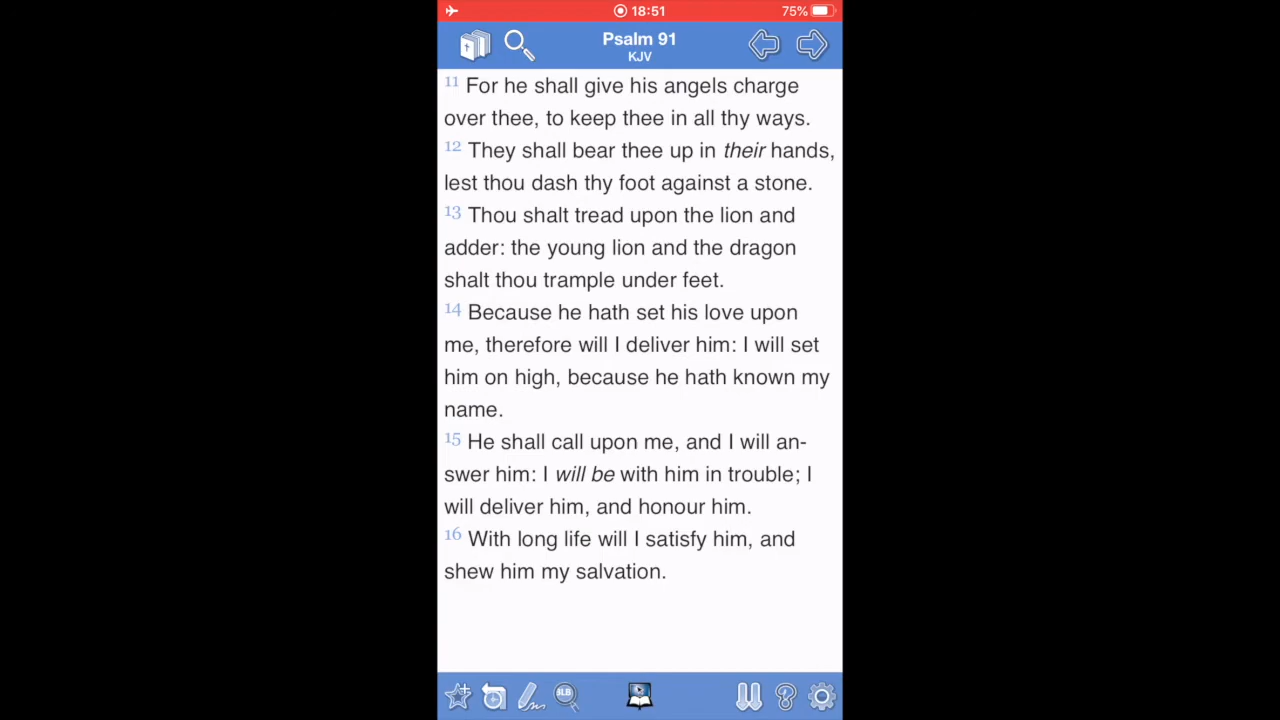 18:51
75%
Psalm 91
KJV
11 For he shall give his angels charge
over thee, to keep thee in all thy ways.
12 They shall bear thee up in their hands,
lest thou dash thy foot against a stone.
13 Thou shalt tread upon the lion and
adder: the young lion and the dragon
shalt thou trample under feet.
14 Because he hath set his love upon
me, therefore will I deliver him: I will set
him on high, because he hath known my
name.
15 He shall call upon me, and I will an-
swer him: I will be with him in trouble; I
will deliver him, and honour him.
16 With long life will I satisfy him, and
shew him my salvation.
BLB